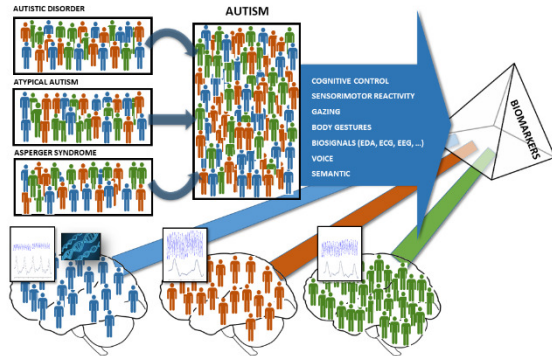 AUTISTIC DISORDER
AUTISM
ATYPICAL AUTISM
ASPERGER SYNDROME
COGNITIVE CONTROL
SENSORIMOTOR REACTIVITY
GAZING
BODY GESTURES
BIOSIGNALS (EDA, ECG, EEG, ...)
VOICE
SEMANTIC
BIOMARKERS